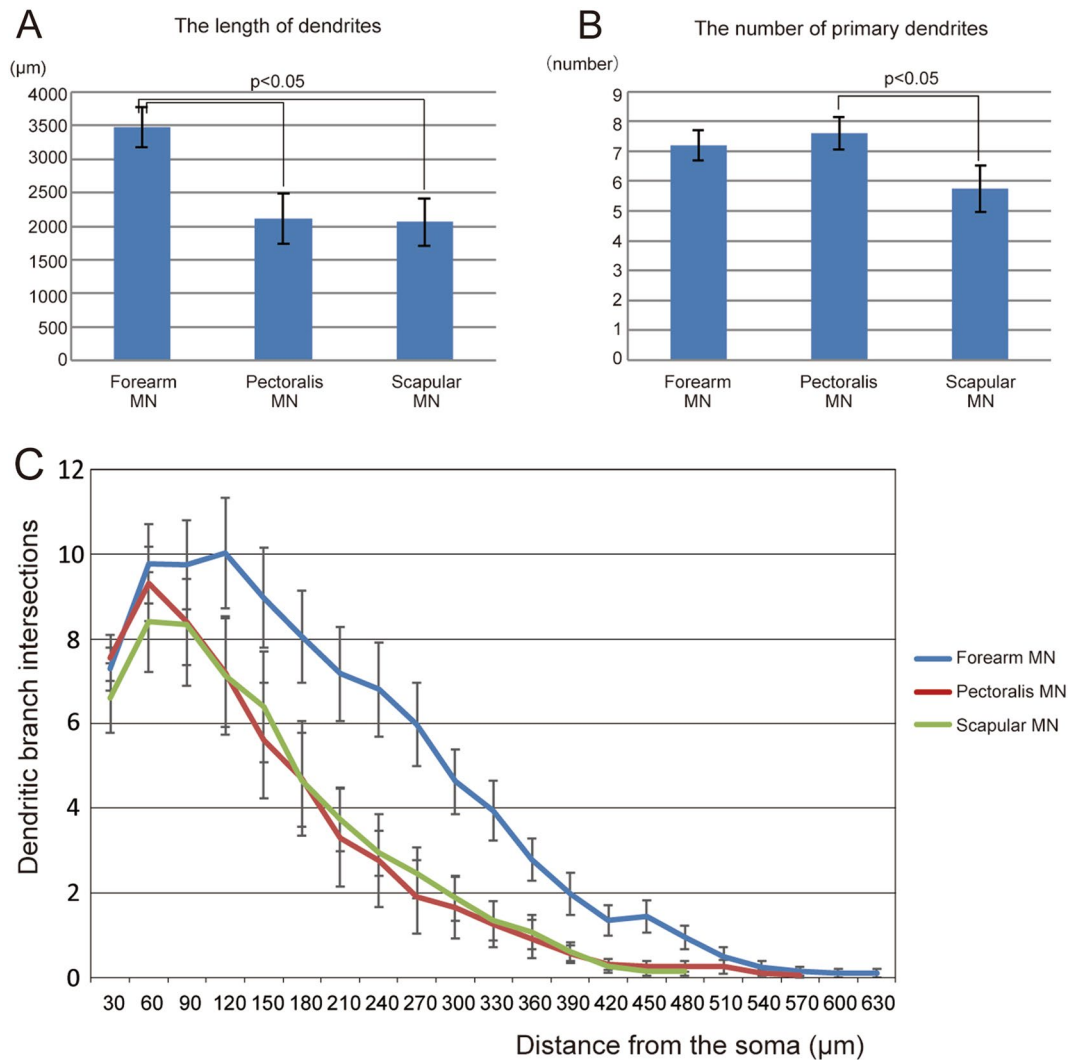 A
The length of dendrites
(µm)
p<0.05
4000
3500
3000
2500
2000
1500
1000
500
0
Forearm
MN
Pectoralis
MN
Scapular
MN
B
The number of primary dendrites
(number)
p<0.05
9
8
7
6
5
4
3
2
1
0
Forearm
MN
Pectoralis
MN
Scapular
MN
C
Dendritic branch intersections
12
10
8
6
4
2
0
30 60 90 120 150 180 210 240 270 300 330 360 390 420 450 480 510 540 570 600 630
Distance from the soma (µm)
Forearm MN
Pectoralis MN
Scapular MN